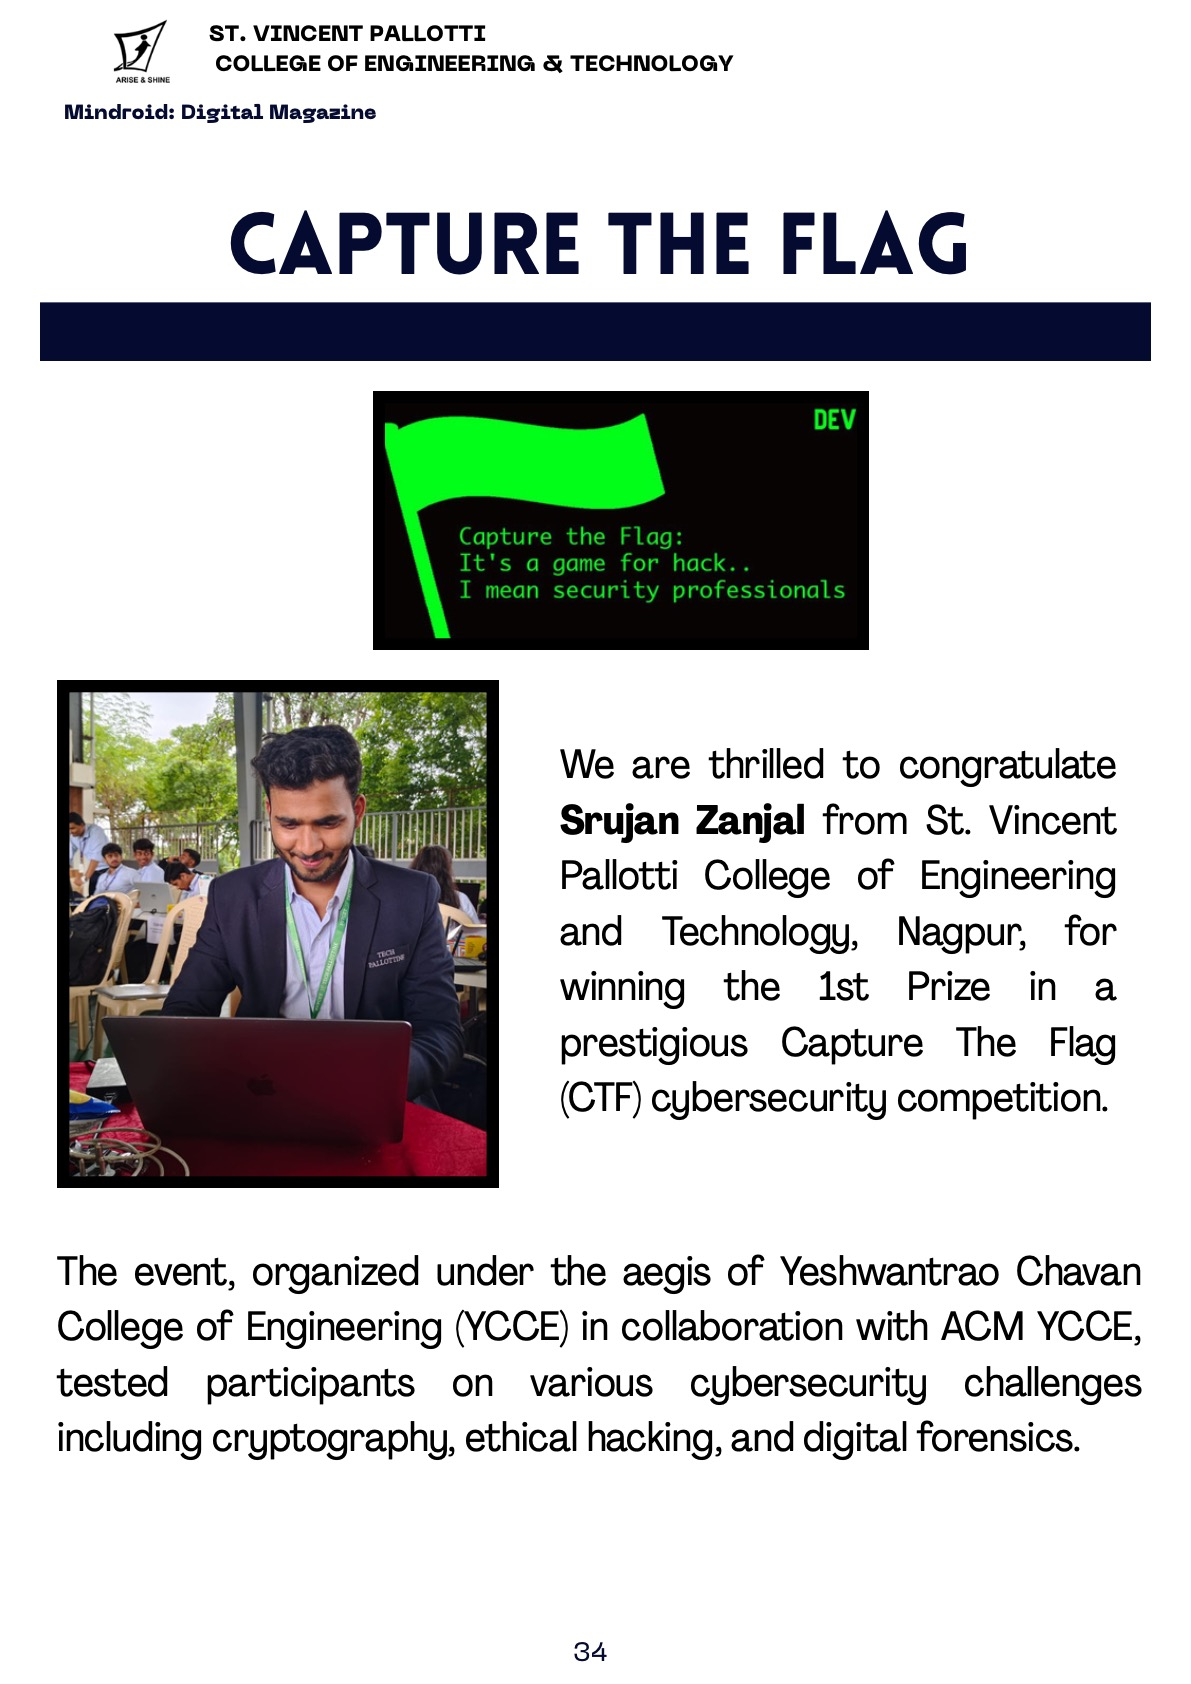 ARISE & SHINE
ST. VINCENT PALLOTTI
COLLEGE OF ENGINEERING & TECHNOLOGY
Mindroid: Digital Magazine
CAPTURE THE FLAG
DEV
Capture the Flag:
It's a game for hack..
I mean security professionals
TECH
PALLOTTINE
We are thrilled to congratulate
Srujan Zanjal from St. Vincent
Pallotti College of Engineering
and Technology, Nagpur, for
winning the 1st Prize in a
prestigious Capture The Flag
(CTF) cybersecurity competition.
The event, organized under the aegis of Yeshwantrao Chavan
College of Engineering (YCCE) in collaboration with ACM YCCE,
tested participants on various cybersecurity challenges
including cryptography, ethical hacking, and digital forensics.
34